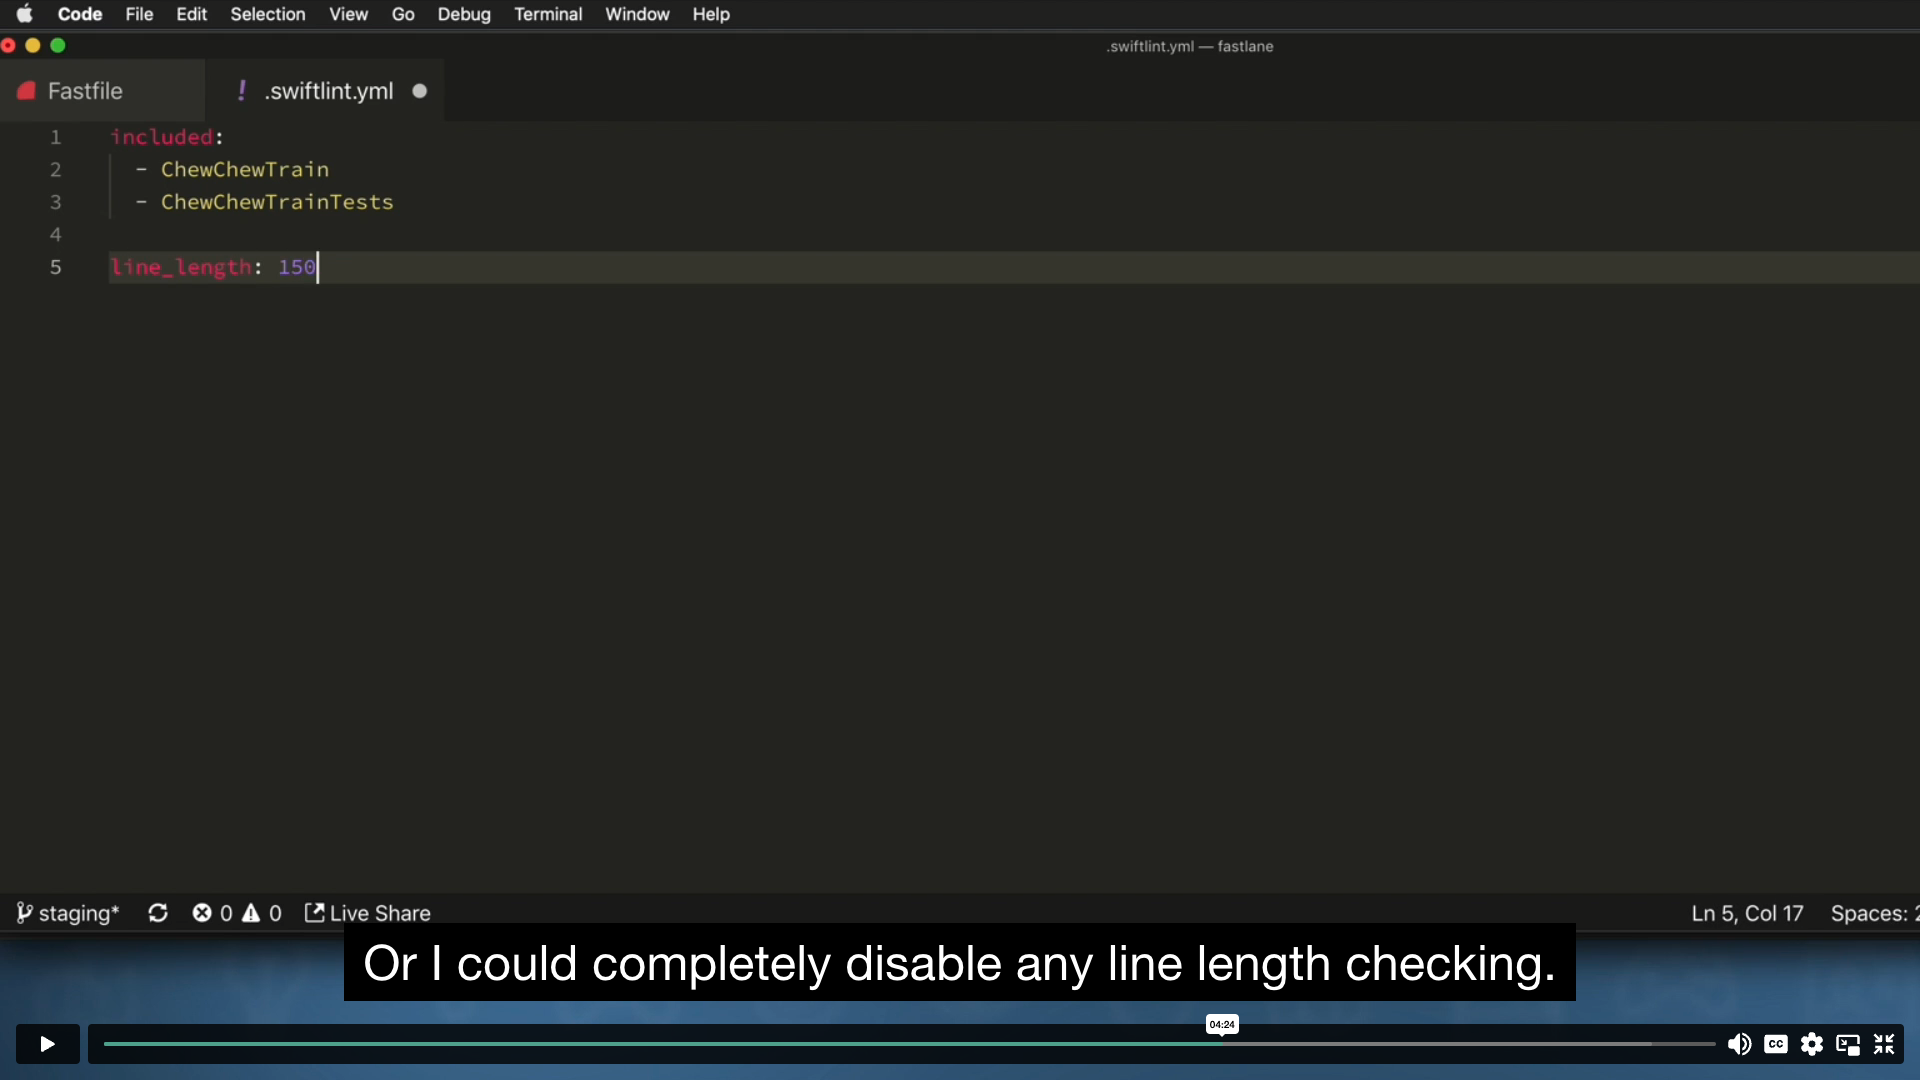 Code File Edit Selection View Go Debug Terminal Window Help
.swiftlint.yml — fastlane
Fastfile
! .swiftlint.yml
1 included:
2 - ChewChewTrain
3 - ChewChewTrainTests
4
5 line_length: 150
staging* 0 0 Live Share
Ln 5, Col 17 Spaces: 2
Or I could completely disable any line length checking.
04:24
CC